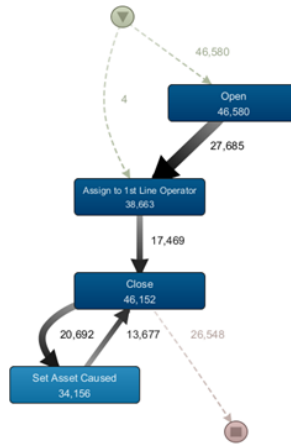 46,580
4
Open
46,580
27,685
Assign to 1st Line Operator
38,663
17,469
Close
46,152
20,692
13,677
26,548
Set Asset Caused
34,156